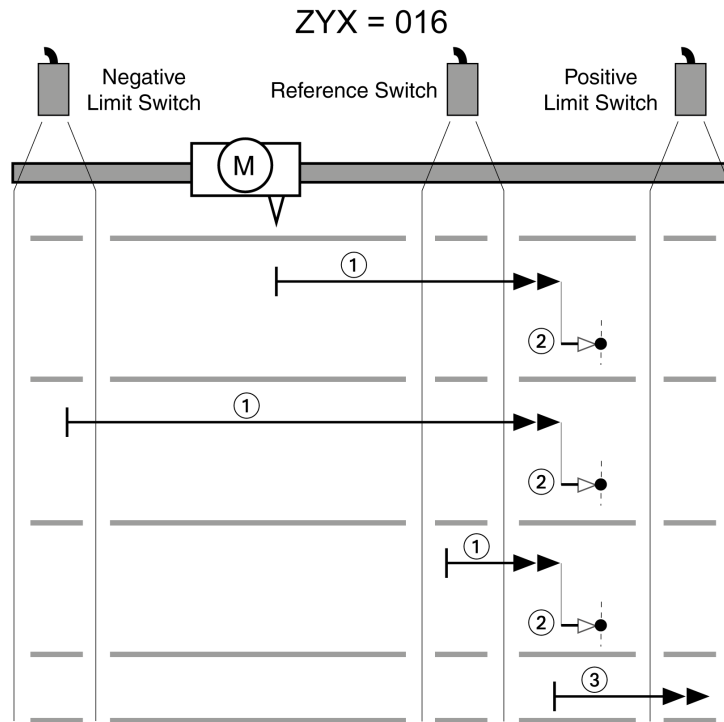 ZYX = 016
Negative
Limit Switch
Reference Switch
Positive
Limit Switch
M
1
2
1
2
1
2
3